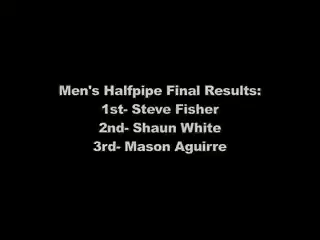 Men's Halfpipe Final Results:
1st- Steve Fisher
2nd- Shaun White
3rd- Mason Aguirre